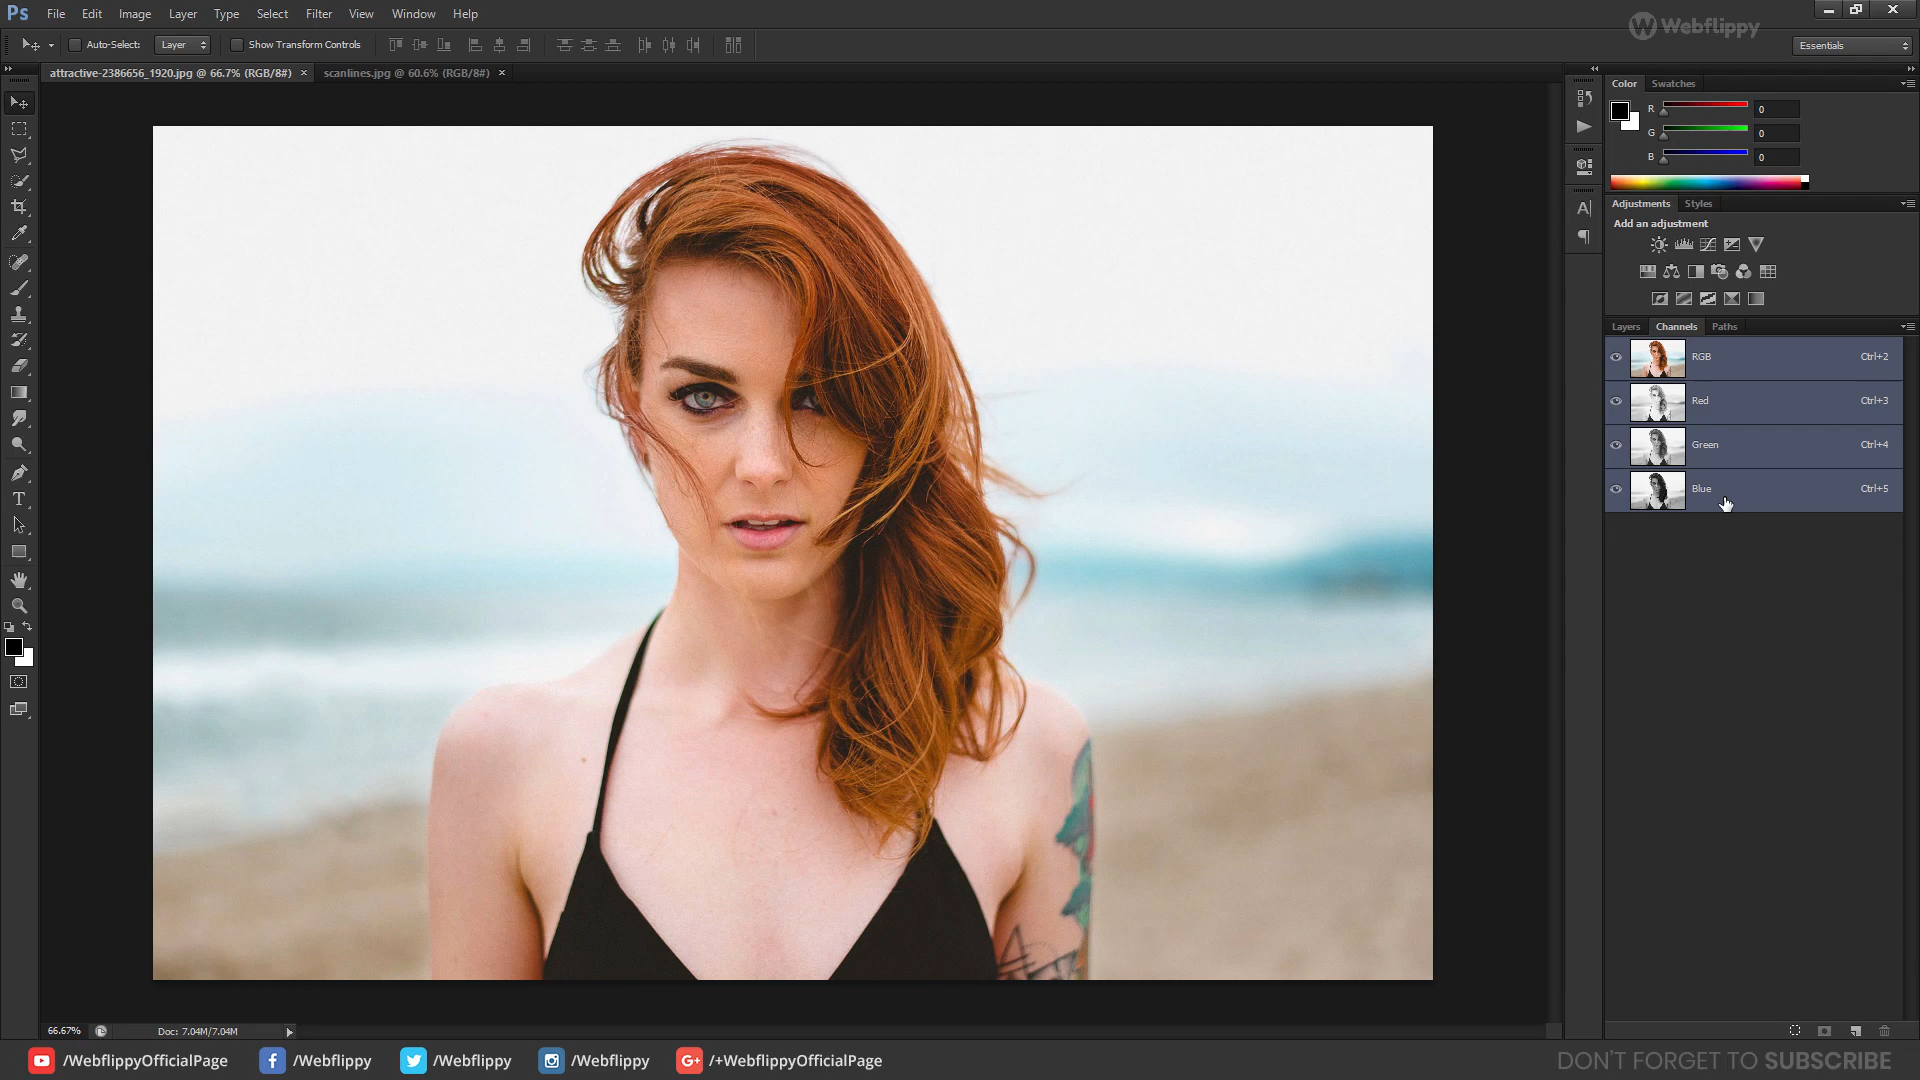 Ps File Edit Image Layer Type Select Filter View Window Help
Webflippy
Auto-Select: Layer Show Transform Controls
Essentials
attractive-2386656_1920.jpg @ 66.7% (RGB/8#) × scanlines.jpg @ 60.6% (RGB/8#) ×
Color Swatches
R 0
G 0
B 0
Adjustments Styles
Add an adjustment
Layers Channels Paths
RGB Ctrl+2
Red Ctrl+3
Green Ctrl+4
Blue Ctrl+5
66.67% Doc: 7.04M/7.04M
/WebflippyOfficialPage /Webflippy /Webflippy /Webflippy /+WebflippyOfficialPage
DON'T FORGET TO SUBSCRIBE